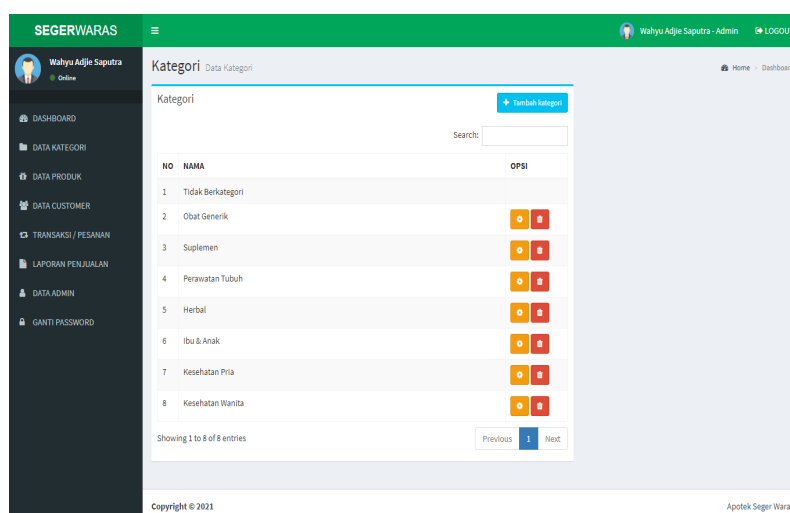 SEGERWARAS
Wahyu Adjie Saputra - Admin LOGOU
Wahyu Adjie Saputra
Online
DASHBOARD
DATA KATEGORI
DATA PRODUK
DATA CUSTOMER
TRANSAKSI / PESANAN
LAPORAN PENJUALAN
DATA ADMIN
GANTI PASSWORD
Kategori Data Kategori
Home > Dashboar
Kategori
+ Tambah kategori
Search:
NO NAMA OPSI
1 Tidak Berkategori
2 Obat Generik
3 Suplemen
4 Perawatan Tubuh
5 Herbal
6 Ibu & Anak
7 Kesehatan Pria
8 Kesehatan Wanita
Showing 1 to 8 of 8 entries
Previous 1 Next
Copyright © 2021
Apotek Seger Wara